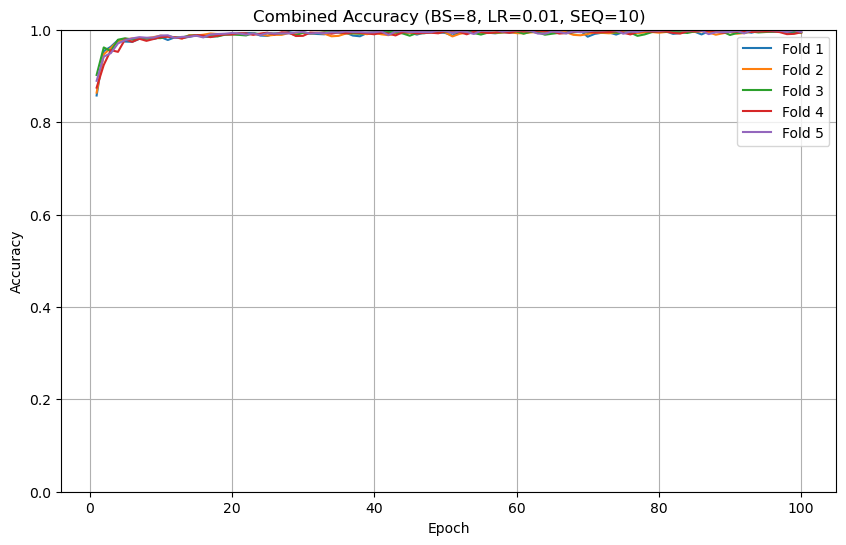 Combined Accuracy (BS=8, LR=0.01, SEQ=10)
1.0
0.8
0.6
0.4
0.2
0.0
Accuracy
Fold 1
Fold 2
Fold 3
Fold 4
Fold 5
0 20 40 60 80 100
Epoch